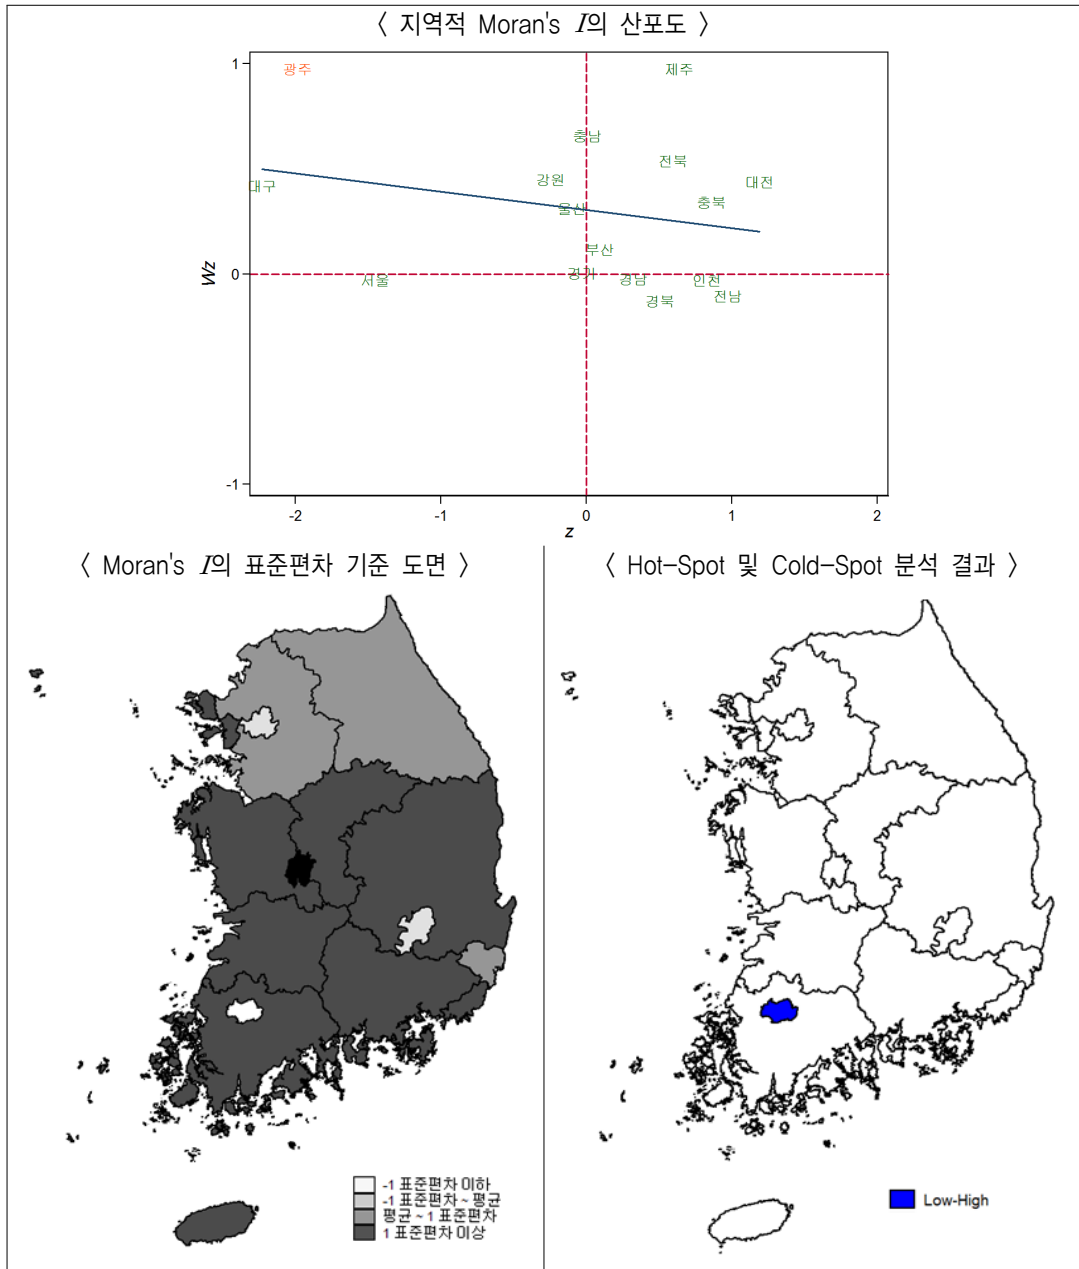 〈 지역적 Moran's I의 산포도 〉
1
광주
제주
충남
전북
강원
대전
대구
충북
울산
부산
Wz
0
경기
서울
경남
인천
전남
경북
-1
-2
-1
0
1
2
z
〈 Moran's I의 표준편차 기준 도면 〉
-1 표준편차 이하
-1 표준편차 ~ 평균
평균 ~ 1 표준편차
1 표준편차 이상
〈 Hot-Spot 및 Cold-Spot 분석 결과 〉
Low-High